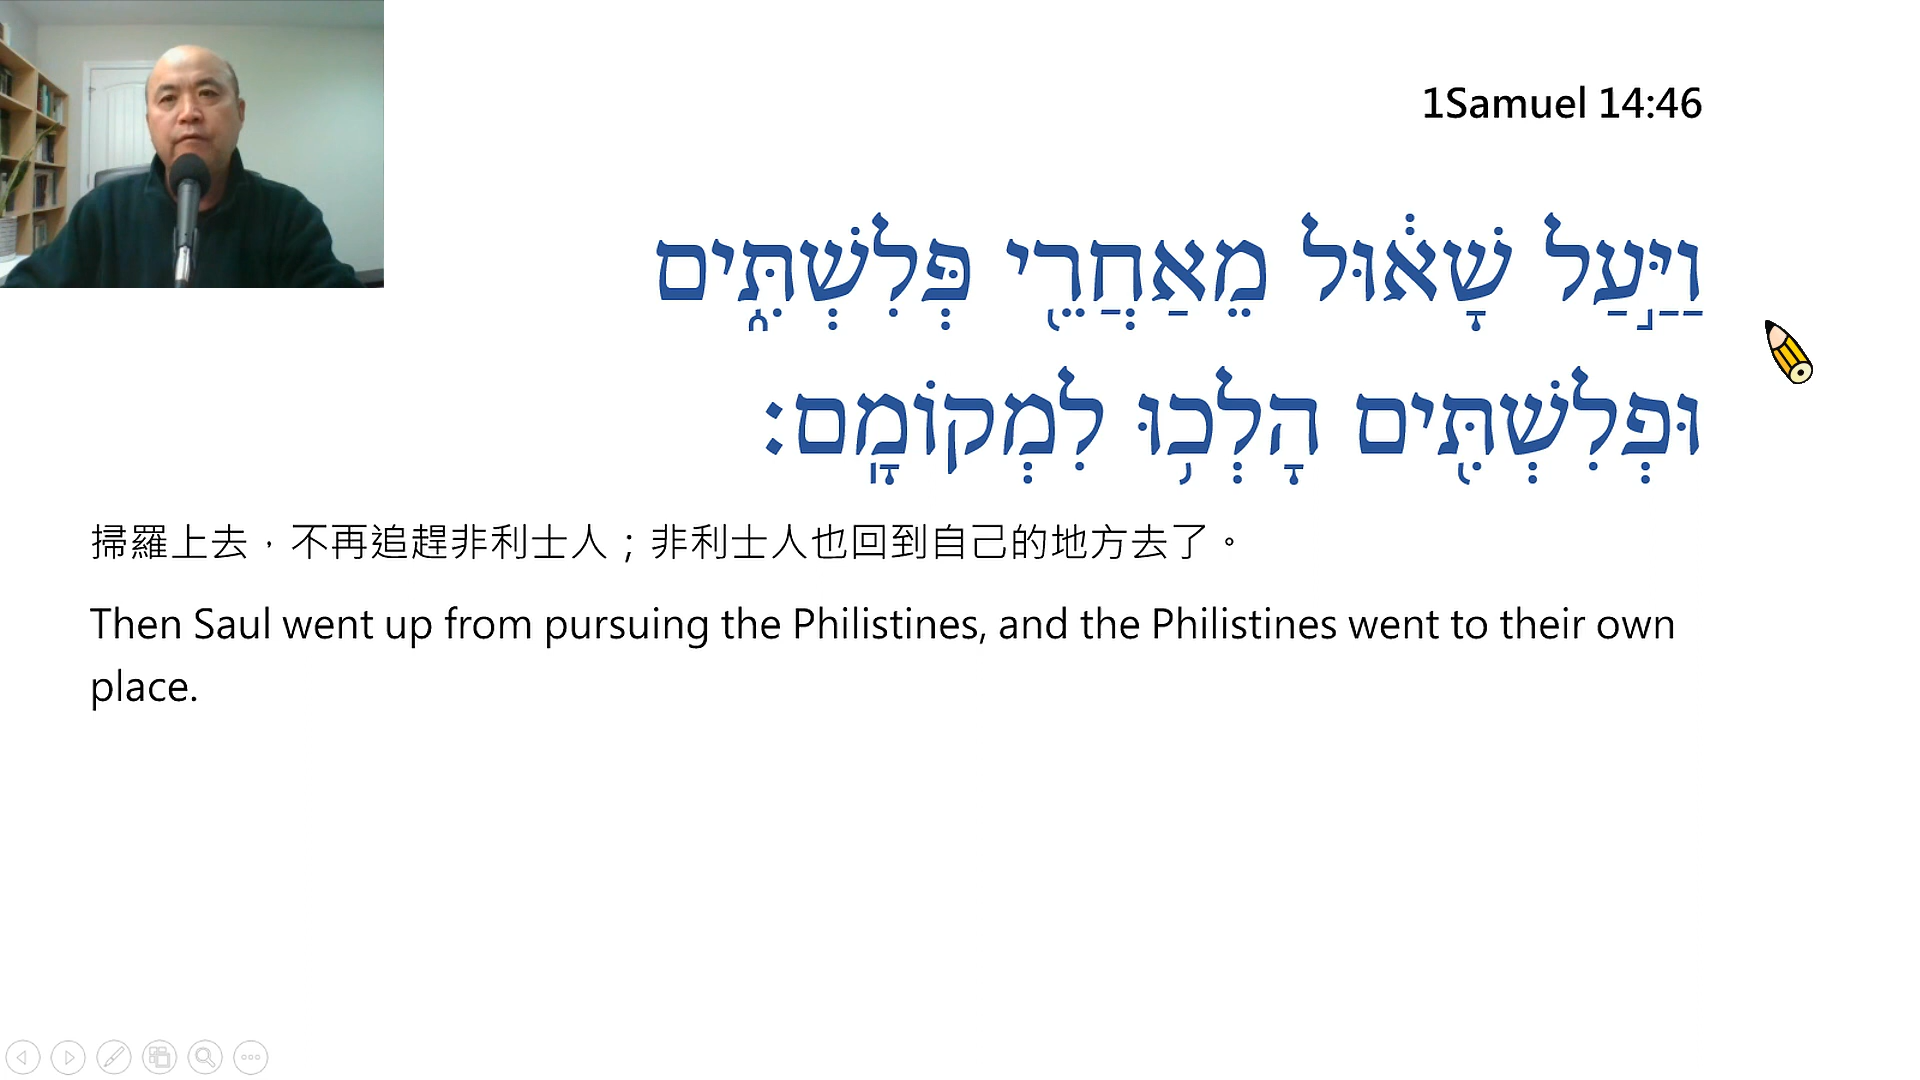 1Samuel 14:46
וַיַּ֣עַל שָׁא֔וּל מֵאַחֲרֵ֖י פְּלִשְׁתִּ֑ים
וּפְלִשְׁתִּ֖ים הָלְכ֥וּ לִמְקוֹמָֽם׃
掃羅上去，不再追趕非利士人；非利士人也回到自己的地方去了。
Then Saul went up from pursuing the Philistines, and the Philistines went to their own
place.